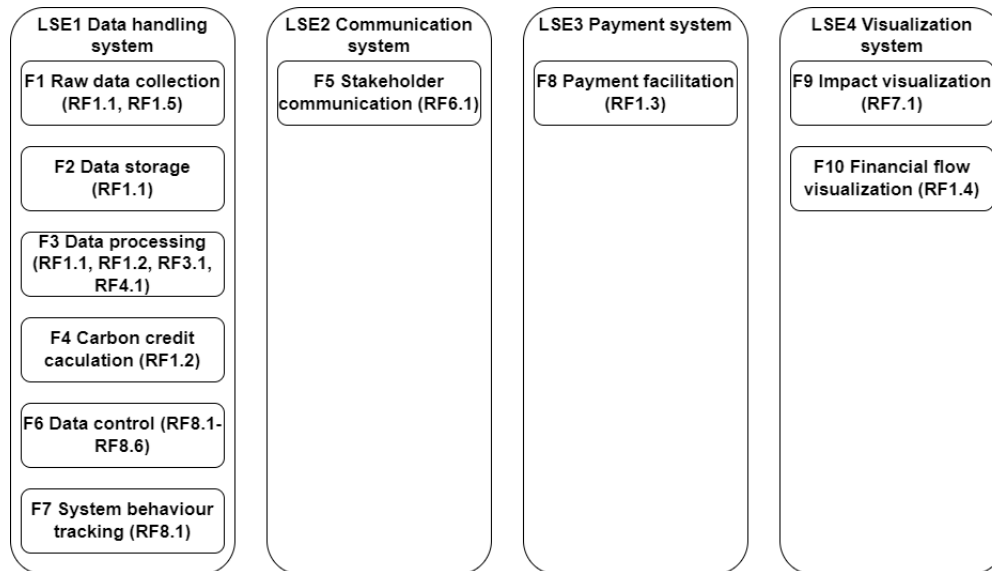 LSE1 Data handling
system
F1 Raw data collection
(RF1.1, RF1.5)
F2 Data storage
(RF1.1)
F3 Data processing
(RF1.1, RF1.2, RF3.1,
RF4.1)
F4 Carbon credit
caculation (RF1.2)
F6 Data control (RF8.1-
RF8.6)
F7 System behaviour
tracking (RF8.1)
LSE2 Communication
system
F5 Stakeholder
communication (RF6.1)
LSE3 Payment system
F8 Payment facilitation
(RF1.3)
LSE4 Visualization
system
F9 Impact visualization
(RF7.1)
F10 Financial flow
visualization (RF1.4)